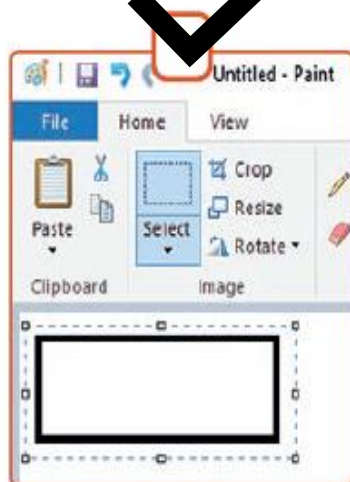 Untitled - Paint
File Home View
Crop
Resize
Paste Select Rotate
Clipboard Image